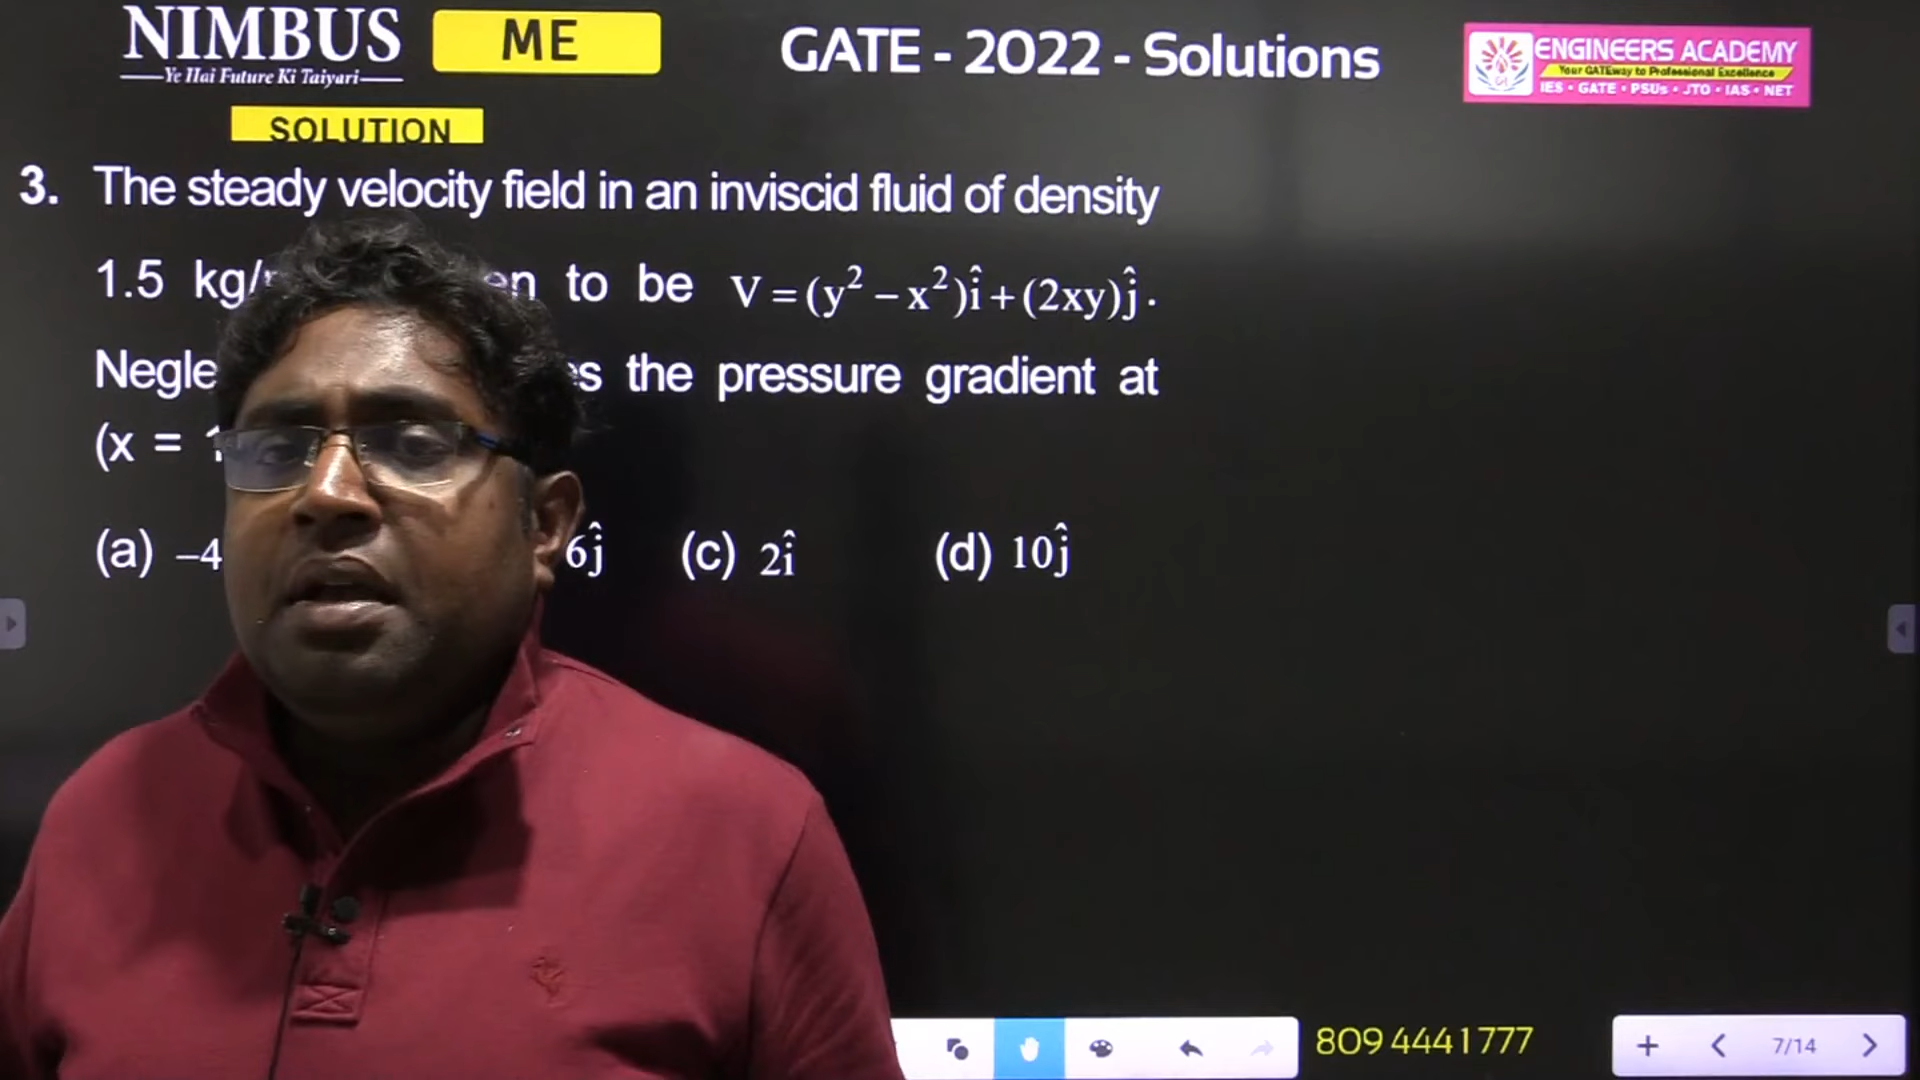 NIMBUS
Ye Hai Future Ki Taiyari
ME
GATE - 2022 - Solutions
ENGINEERS ACADEMY
Your GATEway to Professional Excellence
IES • GATE • PSUs • JTO • IAS • NET
SOLUTION
3. The steady velocity field in an inviscid fluid of density
1.5 kg/ to be V = (y² − x²)î + (2xy)ĵ.
the pressure gradient at
(x =
(a) −4 6ĵ (c) 2î (d) 10ĵ
809 444 1777
7/14